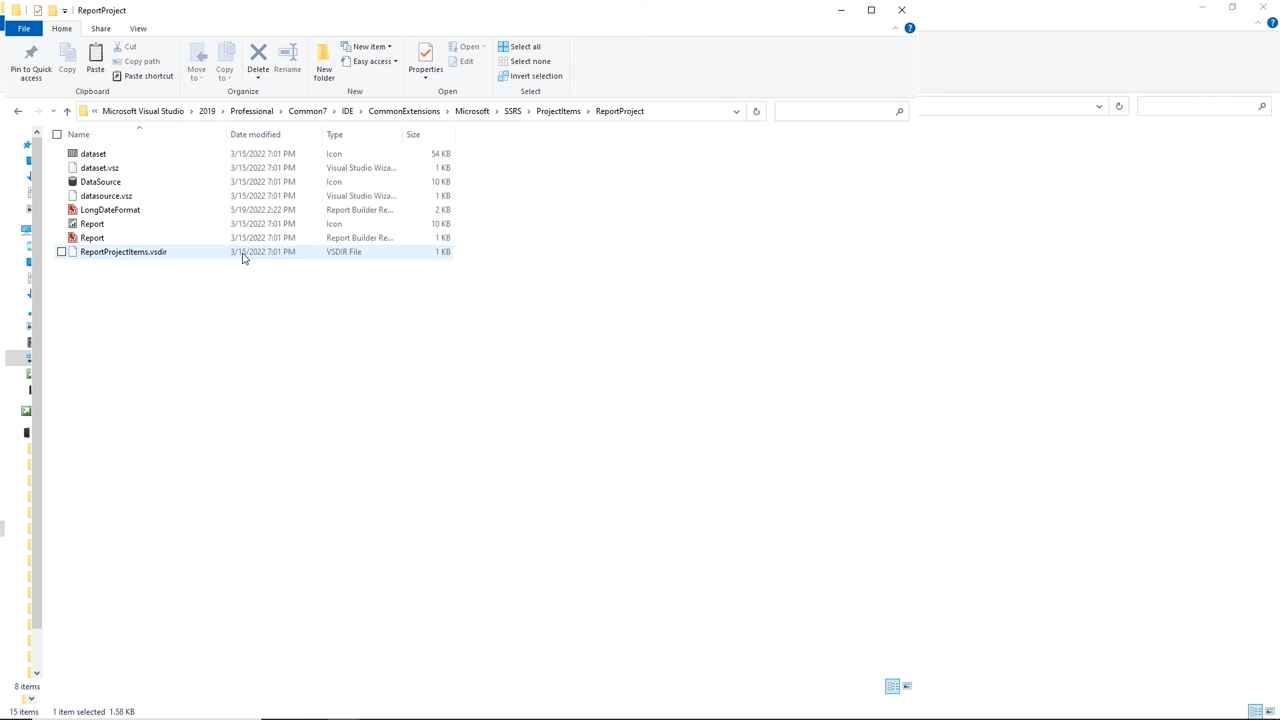 ReportProject
File Home Share View
Pin to Quick access
Copy
Paste
Cut
Copy path
Paste shortcut
Clipboard
Move to
Copy to
Delete
Rename
Organize
New folder
New item
Easy access
New
Properties
Open
Edit
Open
Select all
Select none
Invert selection
Select
« Microsoft Visual Studio > 2019 > Professional > Common7 > IDE > CommonExtensions > Microsoft > SSRS > ProjectItems > ReportProject
Name Date modified Type Size
dataset 3/15/2022 7:01 PM Icon 54 KB
dataset.vsz 3/15/2022 7:01 PM Visual Studio Wiza... 1 KB
DataSource 3/15/2022 7:01 PM Icon 10 KB
datasource.vsz 3/15/2022 7:01 PM Visual Studio Wiza... 1 KB
LongDateFormat 5/19/2022 2:22 PM Report Builder Re... 2 KB
Report 3/15/2022 7:01 PM Icon 10 KB
Report 3/15/2022 7:01 PM Report Builder Re... 1 KB
ReportProjectItems.vsdir 3/15/2022 7:01 PM VSDIR File 1 KB
8 items
15 items 1 item selected 1.58 KB